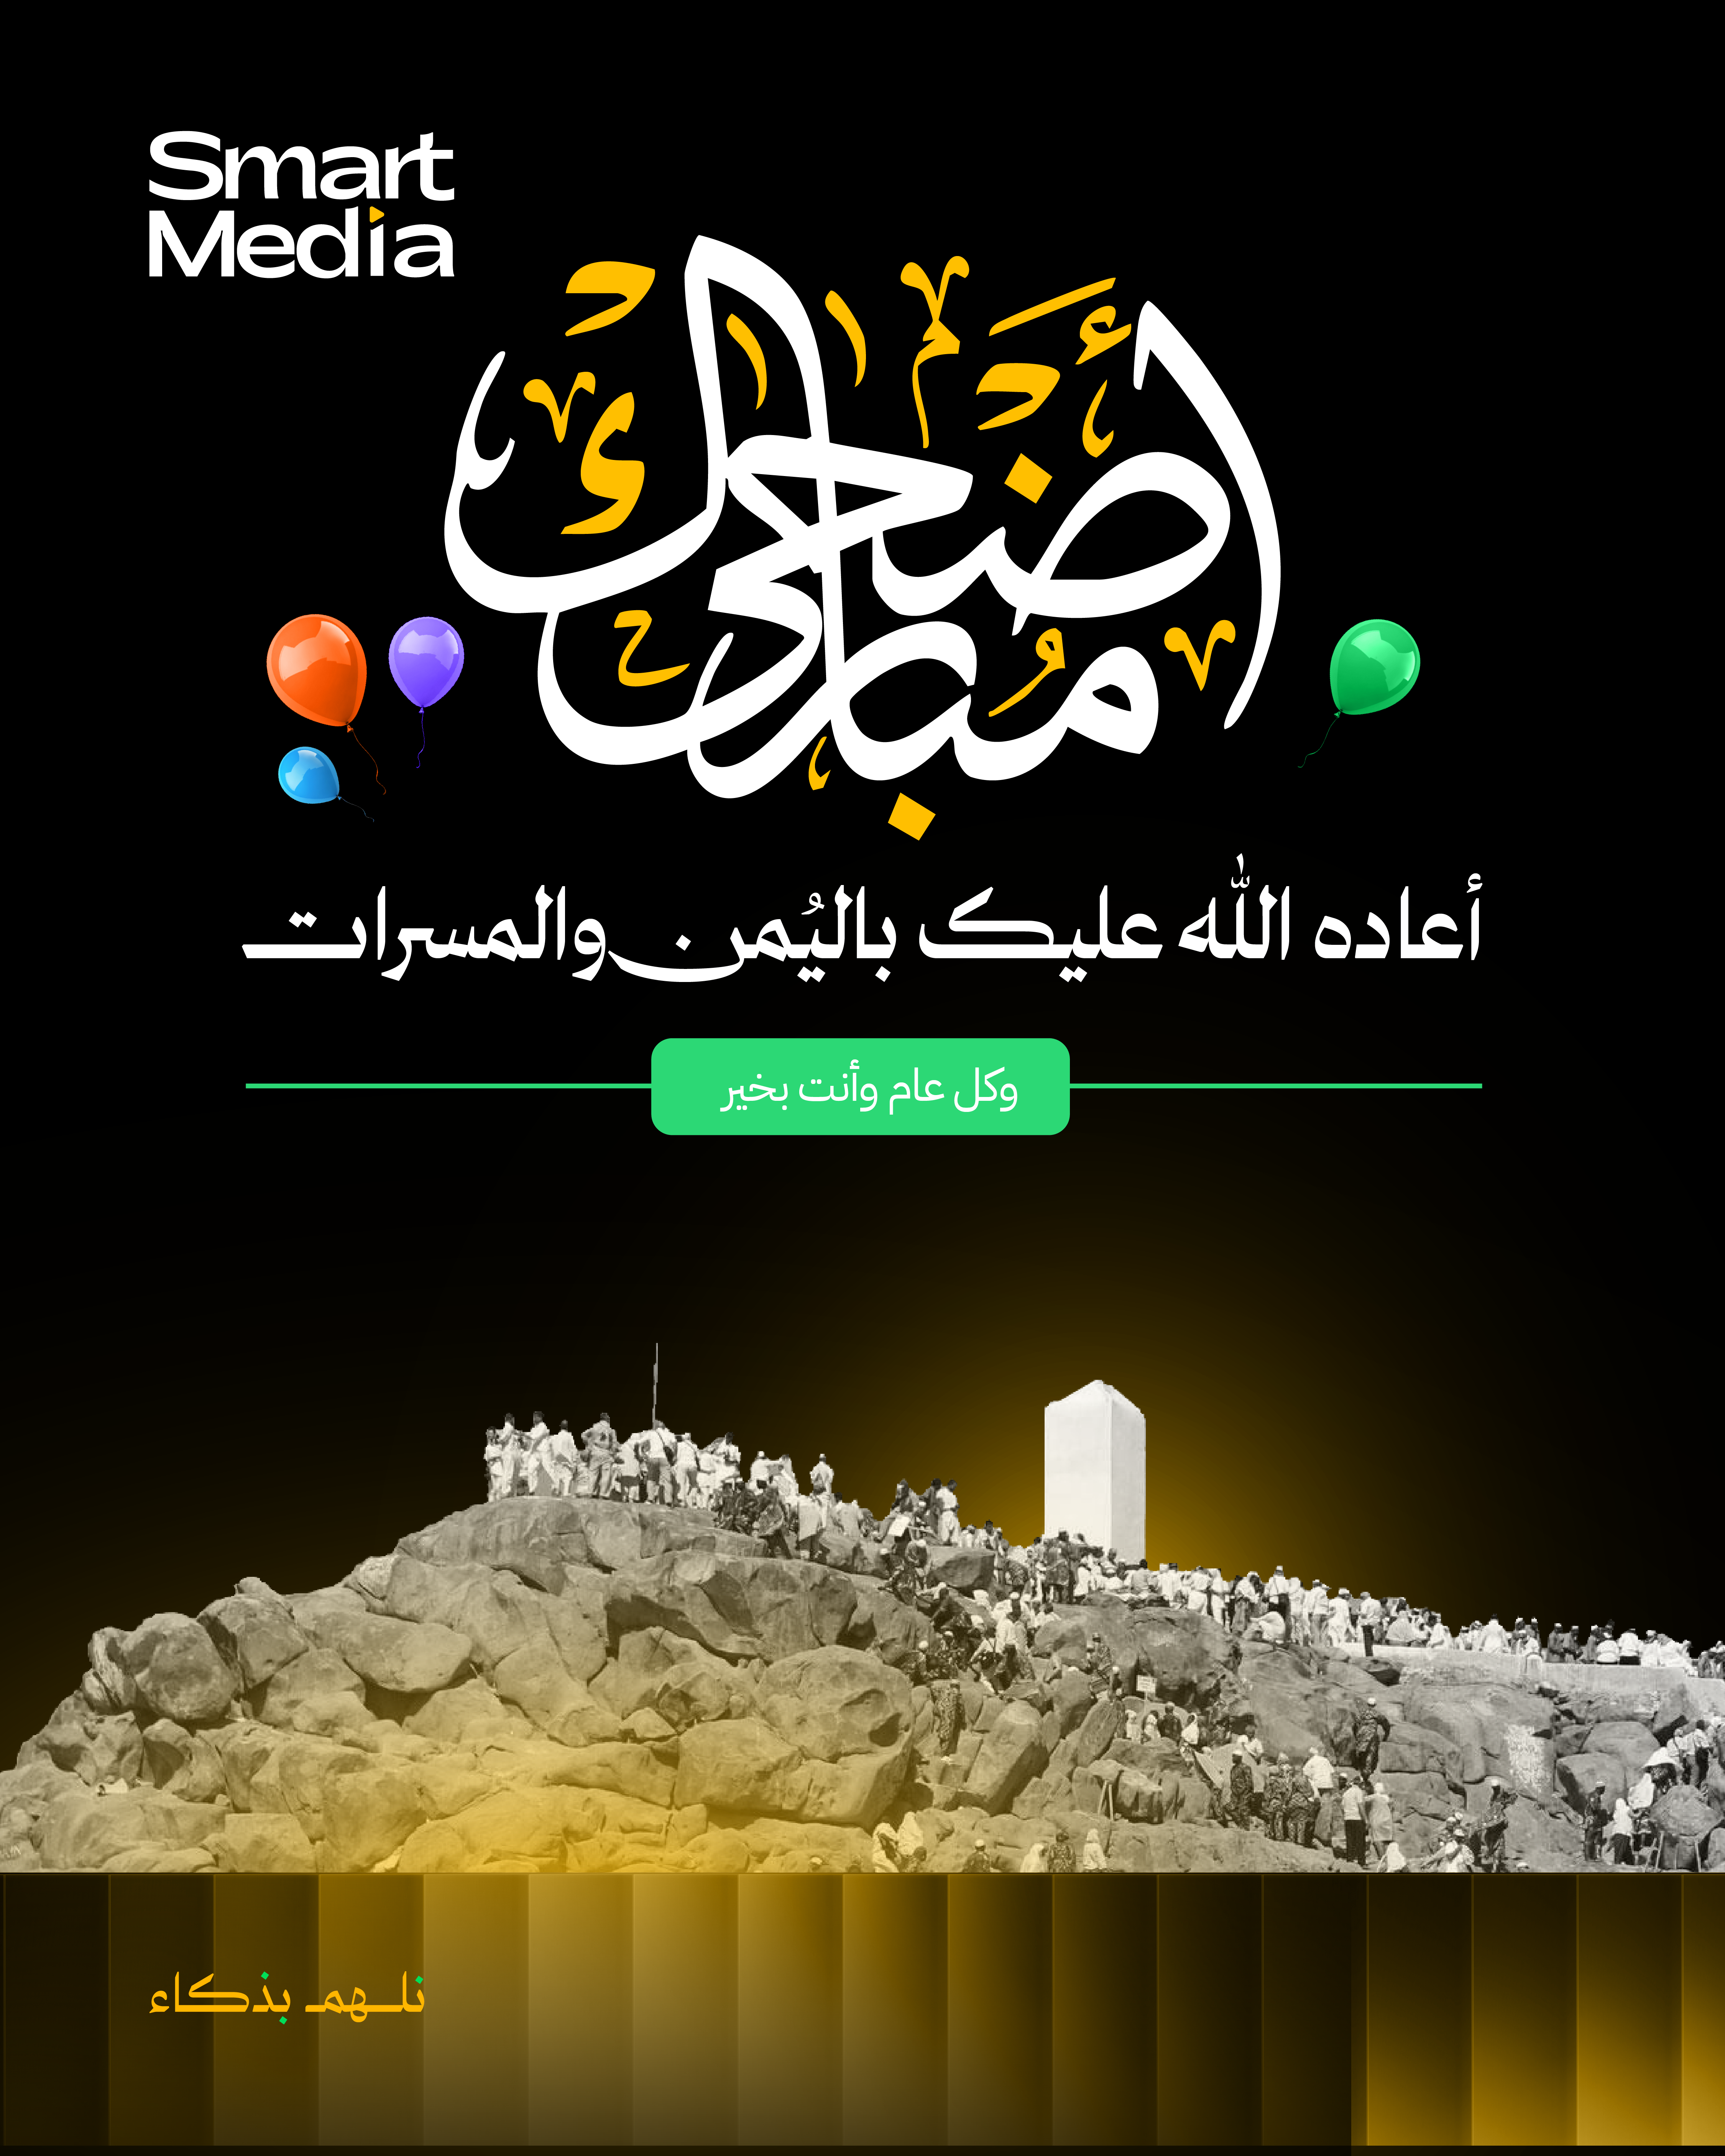 Smart
Media
أضحى
مبارك
أعاده الله عليك باليُمن والمسرات
وكل عام وأنت بخير
نلهم بذكاء